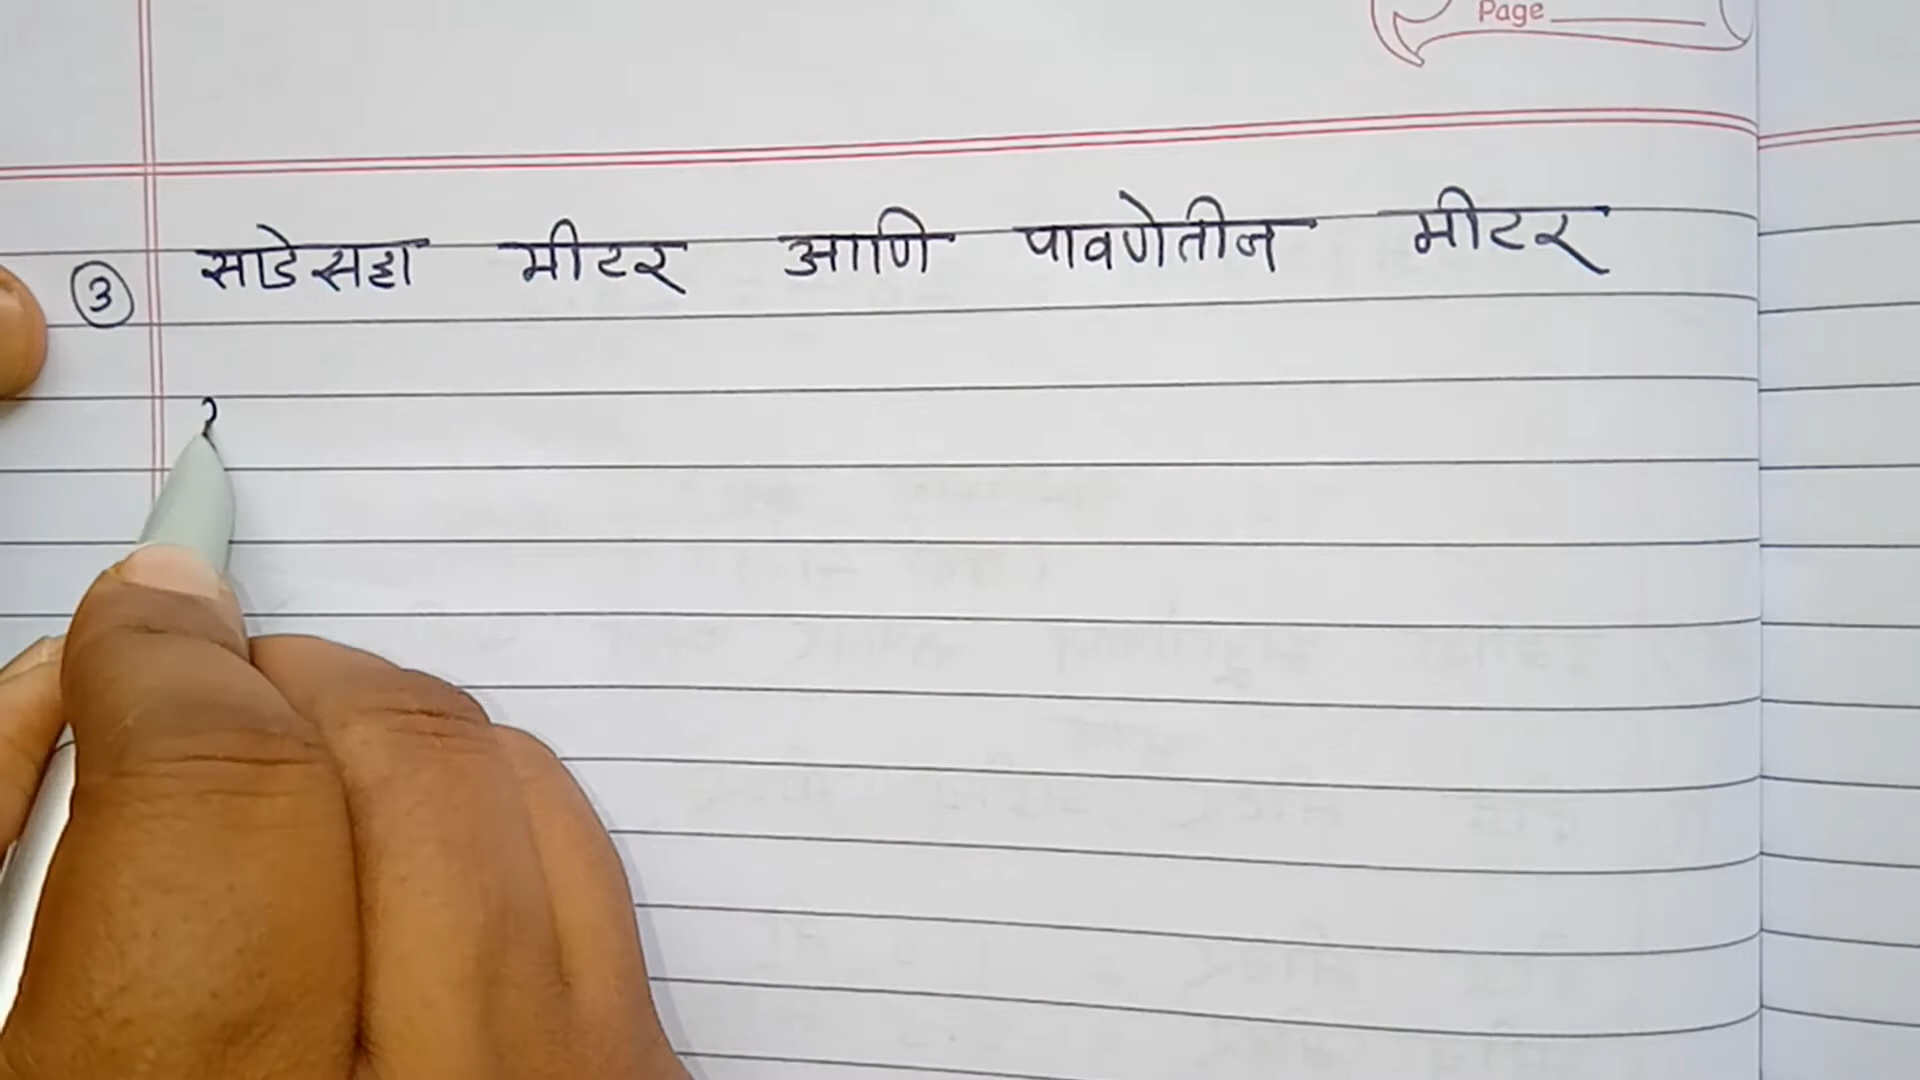 Page
③ साडेसहा मीटर आणि पावणेतीन मीटर